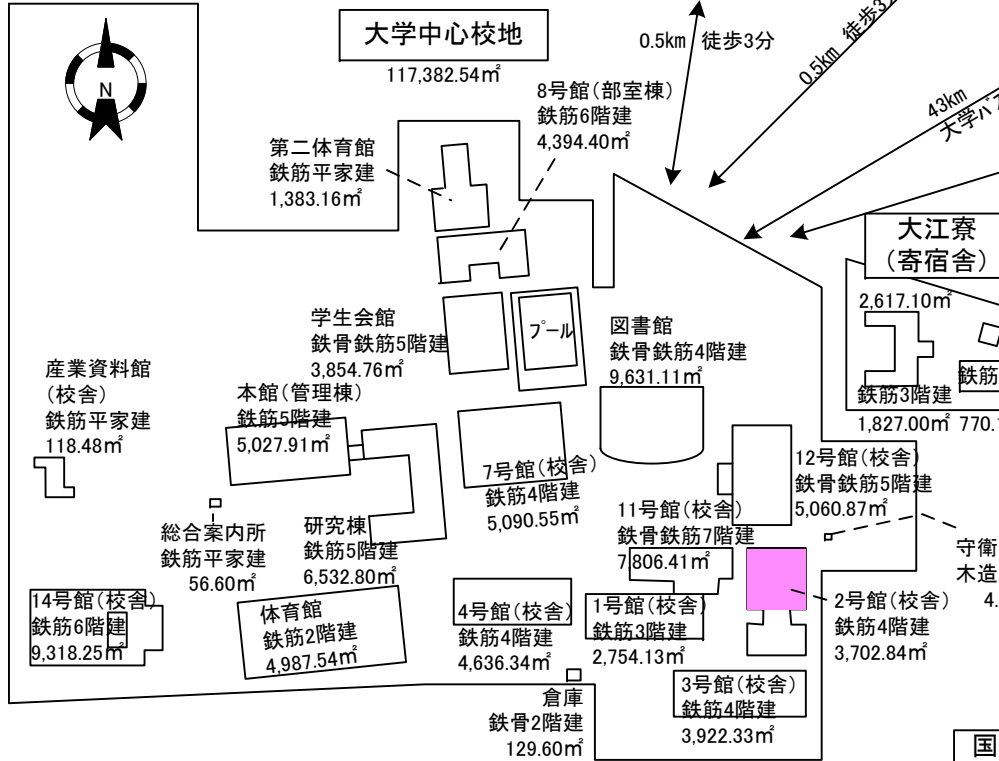 大学中心校地
117,382.54㎡
N
0.5km 徒歩3分
0.5km 徒歩3
43km
大学バス
8号館(部室棟)
鉄筋6階建
4,394.40㎡
第二体育館
鉄筋平家建
1,383.16㎡
大江寮
(寄宿舎)
2,617.10㎡
鉄筋3階建
1,827.00㎡
鉄筋
770.
学生会館
鉄骨鉄筋5階建
3,854.76㎡
プール
図書館
鉄骨鉄筋4階建
9,631.11㎡
産業資料館
(校舎)
鉄筋平家建
118.48㎡
本館(管理棟)
鉄筋5階建
5,027.91㎡
7号館(校舎)
鉄筋4階建
5,090.55㎡
12号館(校舎)
鉄骨鉄筋5階建
5,060.87㎡
11号館(校舎)
鉄骨鉄筋7階建
7,806.41㎡
総合案内所
鉄筋平家建
56.60㎡
研究棟
鉄筋5階建
6,532.80㎡
守衛
木造
4.
14号館(校舎)
鉄筋6階建
9,318.25㎡
体育館
鉄筋2階建
4,987.54㎡
4号館(校舎)
鉄筋4階建
4,636.34㎡
1号館(校舎)
鉄筋3階建
2,754.13㎡
2号館(校舎)
鉄筋4階建
3,702.84㎡
倉庫
鉄骨2階建
129.60㎡
3号館(校舎)
鉄筋4階建
3,922.33㎡
国